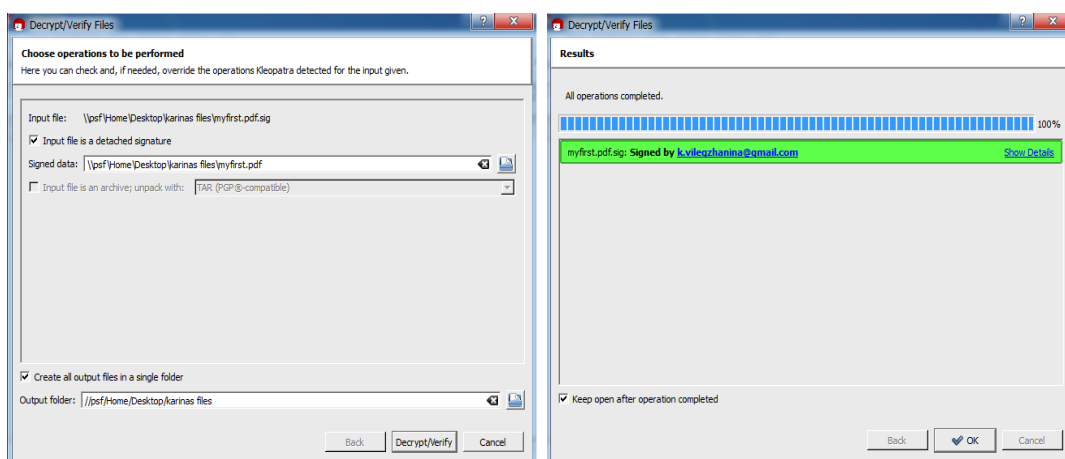 Decrypt/Verify Files
Choose operations to be performed
Here you can check and, if needed, override the operations Kleopatra detected for the input given.
Input file: \\psf\Home\Desktop\karinas files\myfirst.pdf.sig
Input file is a detached signature
Signed data: \\psf\Home\Desktop\karinas files\myfirst.pdf
Input file is an archive; unpack with: TAR (PGP®-compatible)
Create all output files in a single folder
Output folder: //psf/Home/Desktop/karinas files
Back Decrypt/Verify Cancel
Decrypt/Verify Files
Results
All operations completed.
100%
myfirst.pdf.sig: Signed by k.vilegzhanina@gmail.com Show Details
Keep open after operation completed
Back OK Cancel